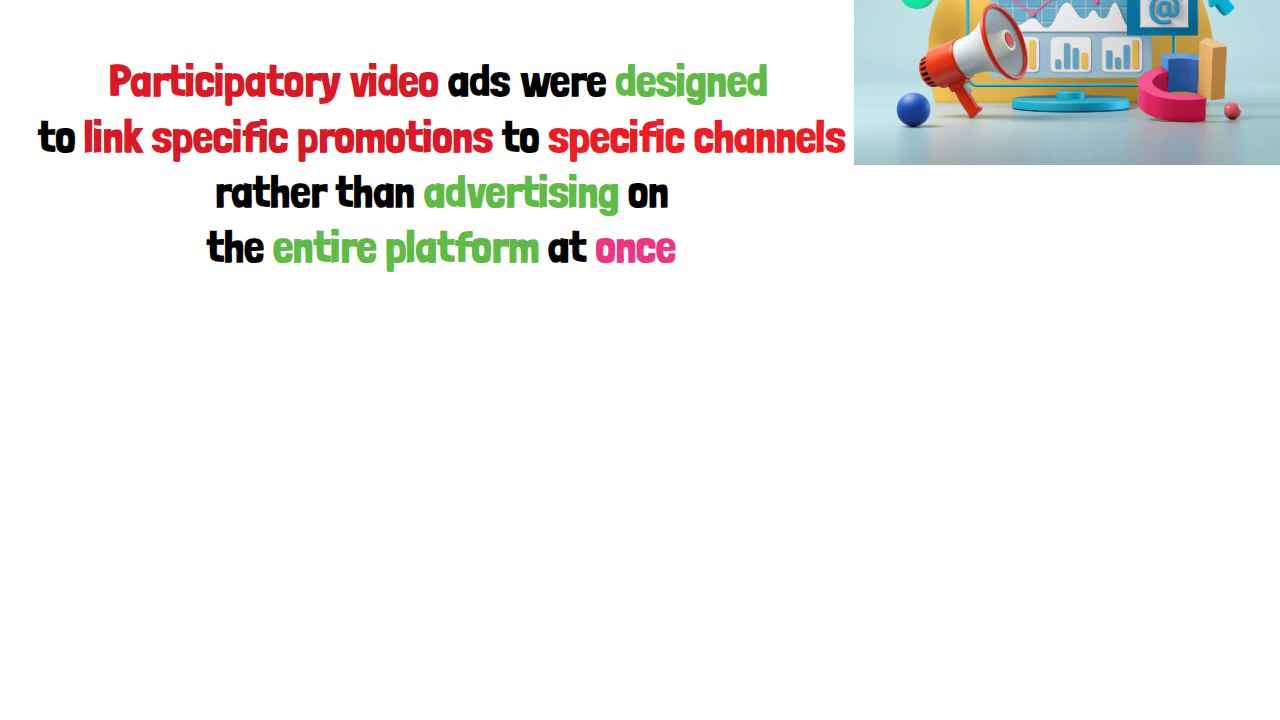 Participatory video ads were designed
to link specific promotions to specific channels
rather than advertising on
the entire platform at once
@